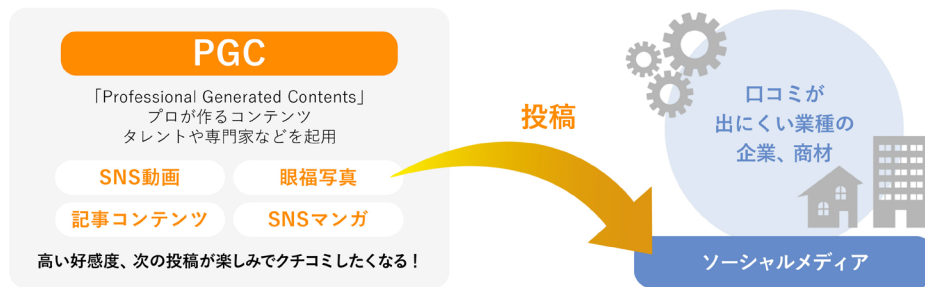 PGC
「Professional Generated Contents」
プロが作るコンテンツ
タレントや専門家などを起用
SNS動画
眼福写真
記事コンテンツ
SNSマンガ
高い好感度、次の投稿が楽しみでクチコミしたくなる！
投稿
口コミが
出にくい業種の
企業、商材
ソーシャルメディア